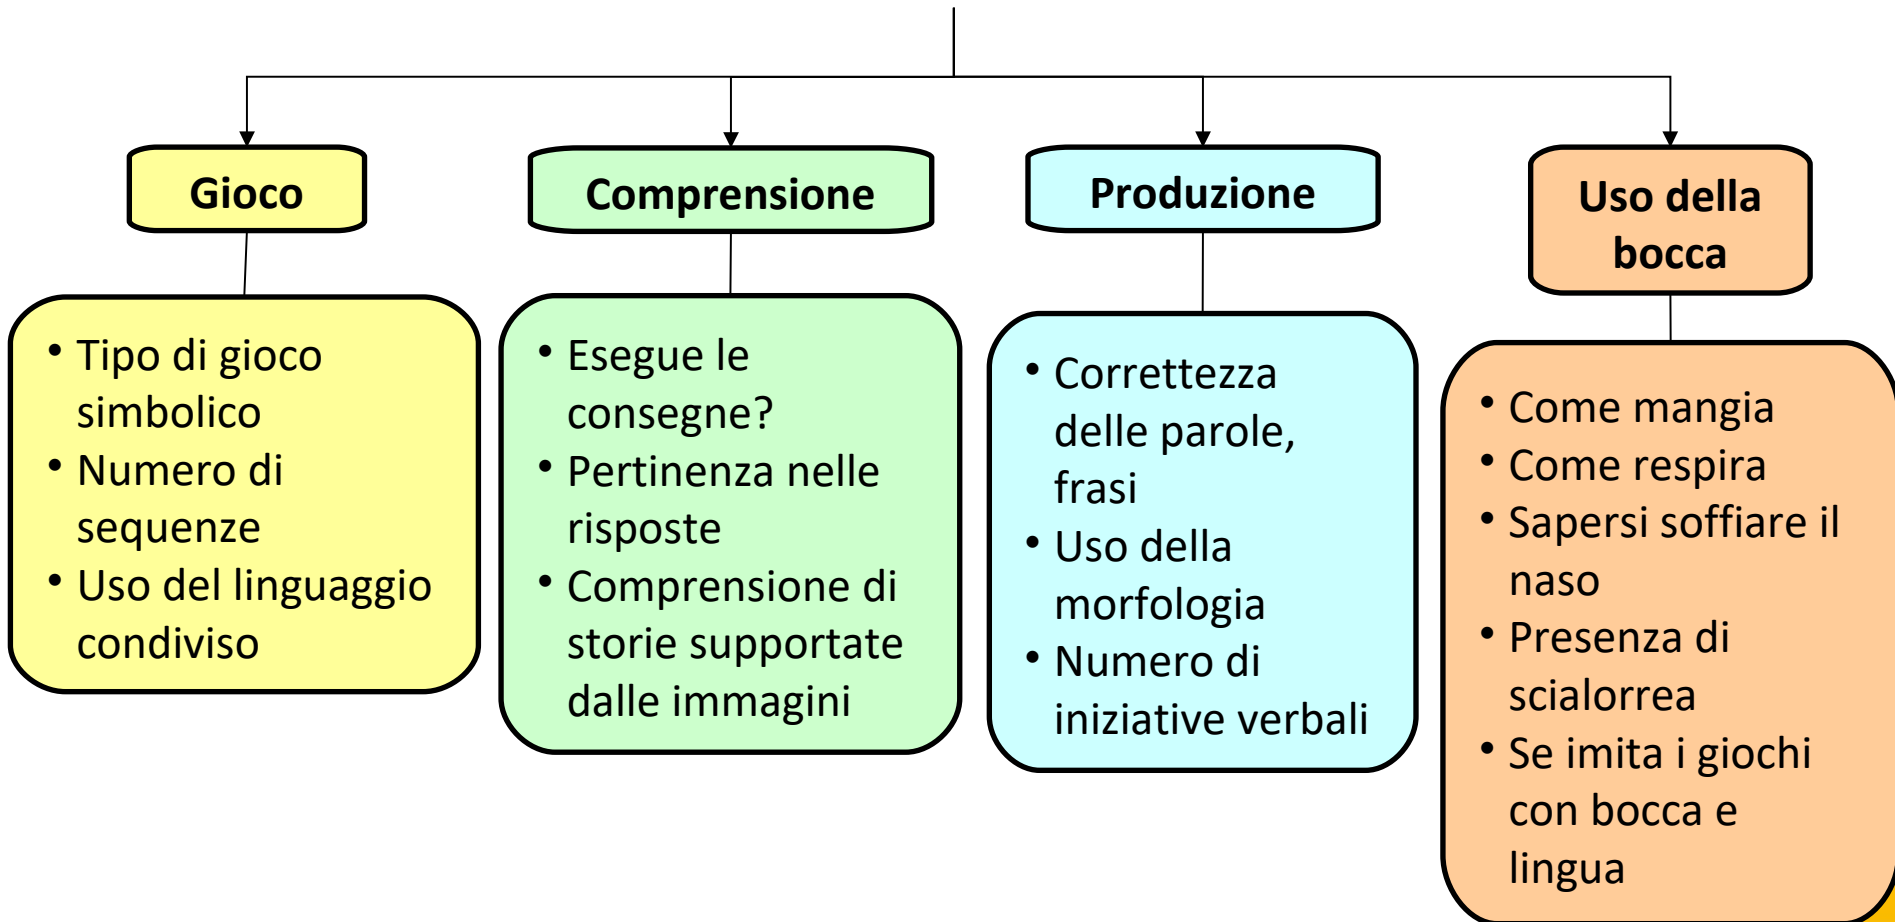 Gioco
• Tipo di gioco
simbolico
• Numero di
sequenze
• Uso del linguaggio
condiviso
Comprensione
• Esegue le
consegne?
• Pertinenza nelle
risposte
• Comprensione di
storie supportate
dalle immagini
Produzione
• Correttezza
delle parole,
frasi
• Uso della
morfologia
• Numero di
iniziative verbali
Uso della
bocca
• Come mangia
• Come respira
• Sapersi soffiare il
naso
• Presenza di
scialorrea
• Se imita i giochi
con bocca e
lingua